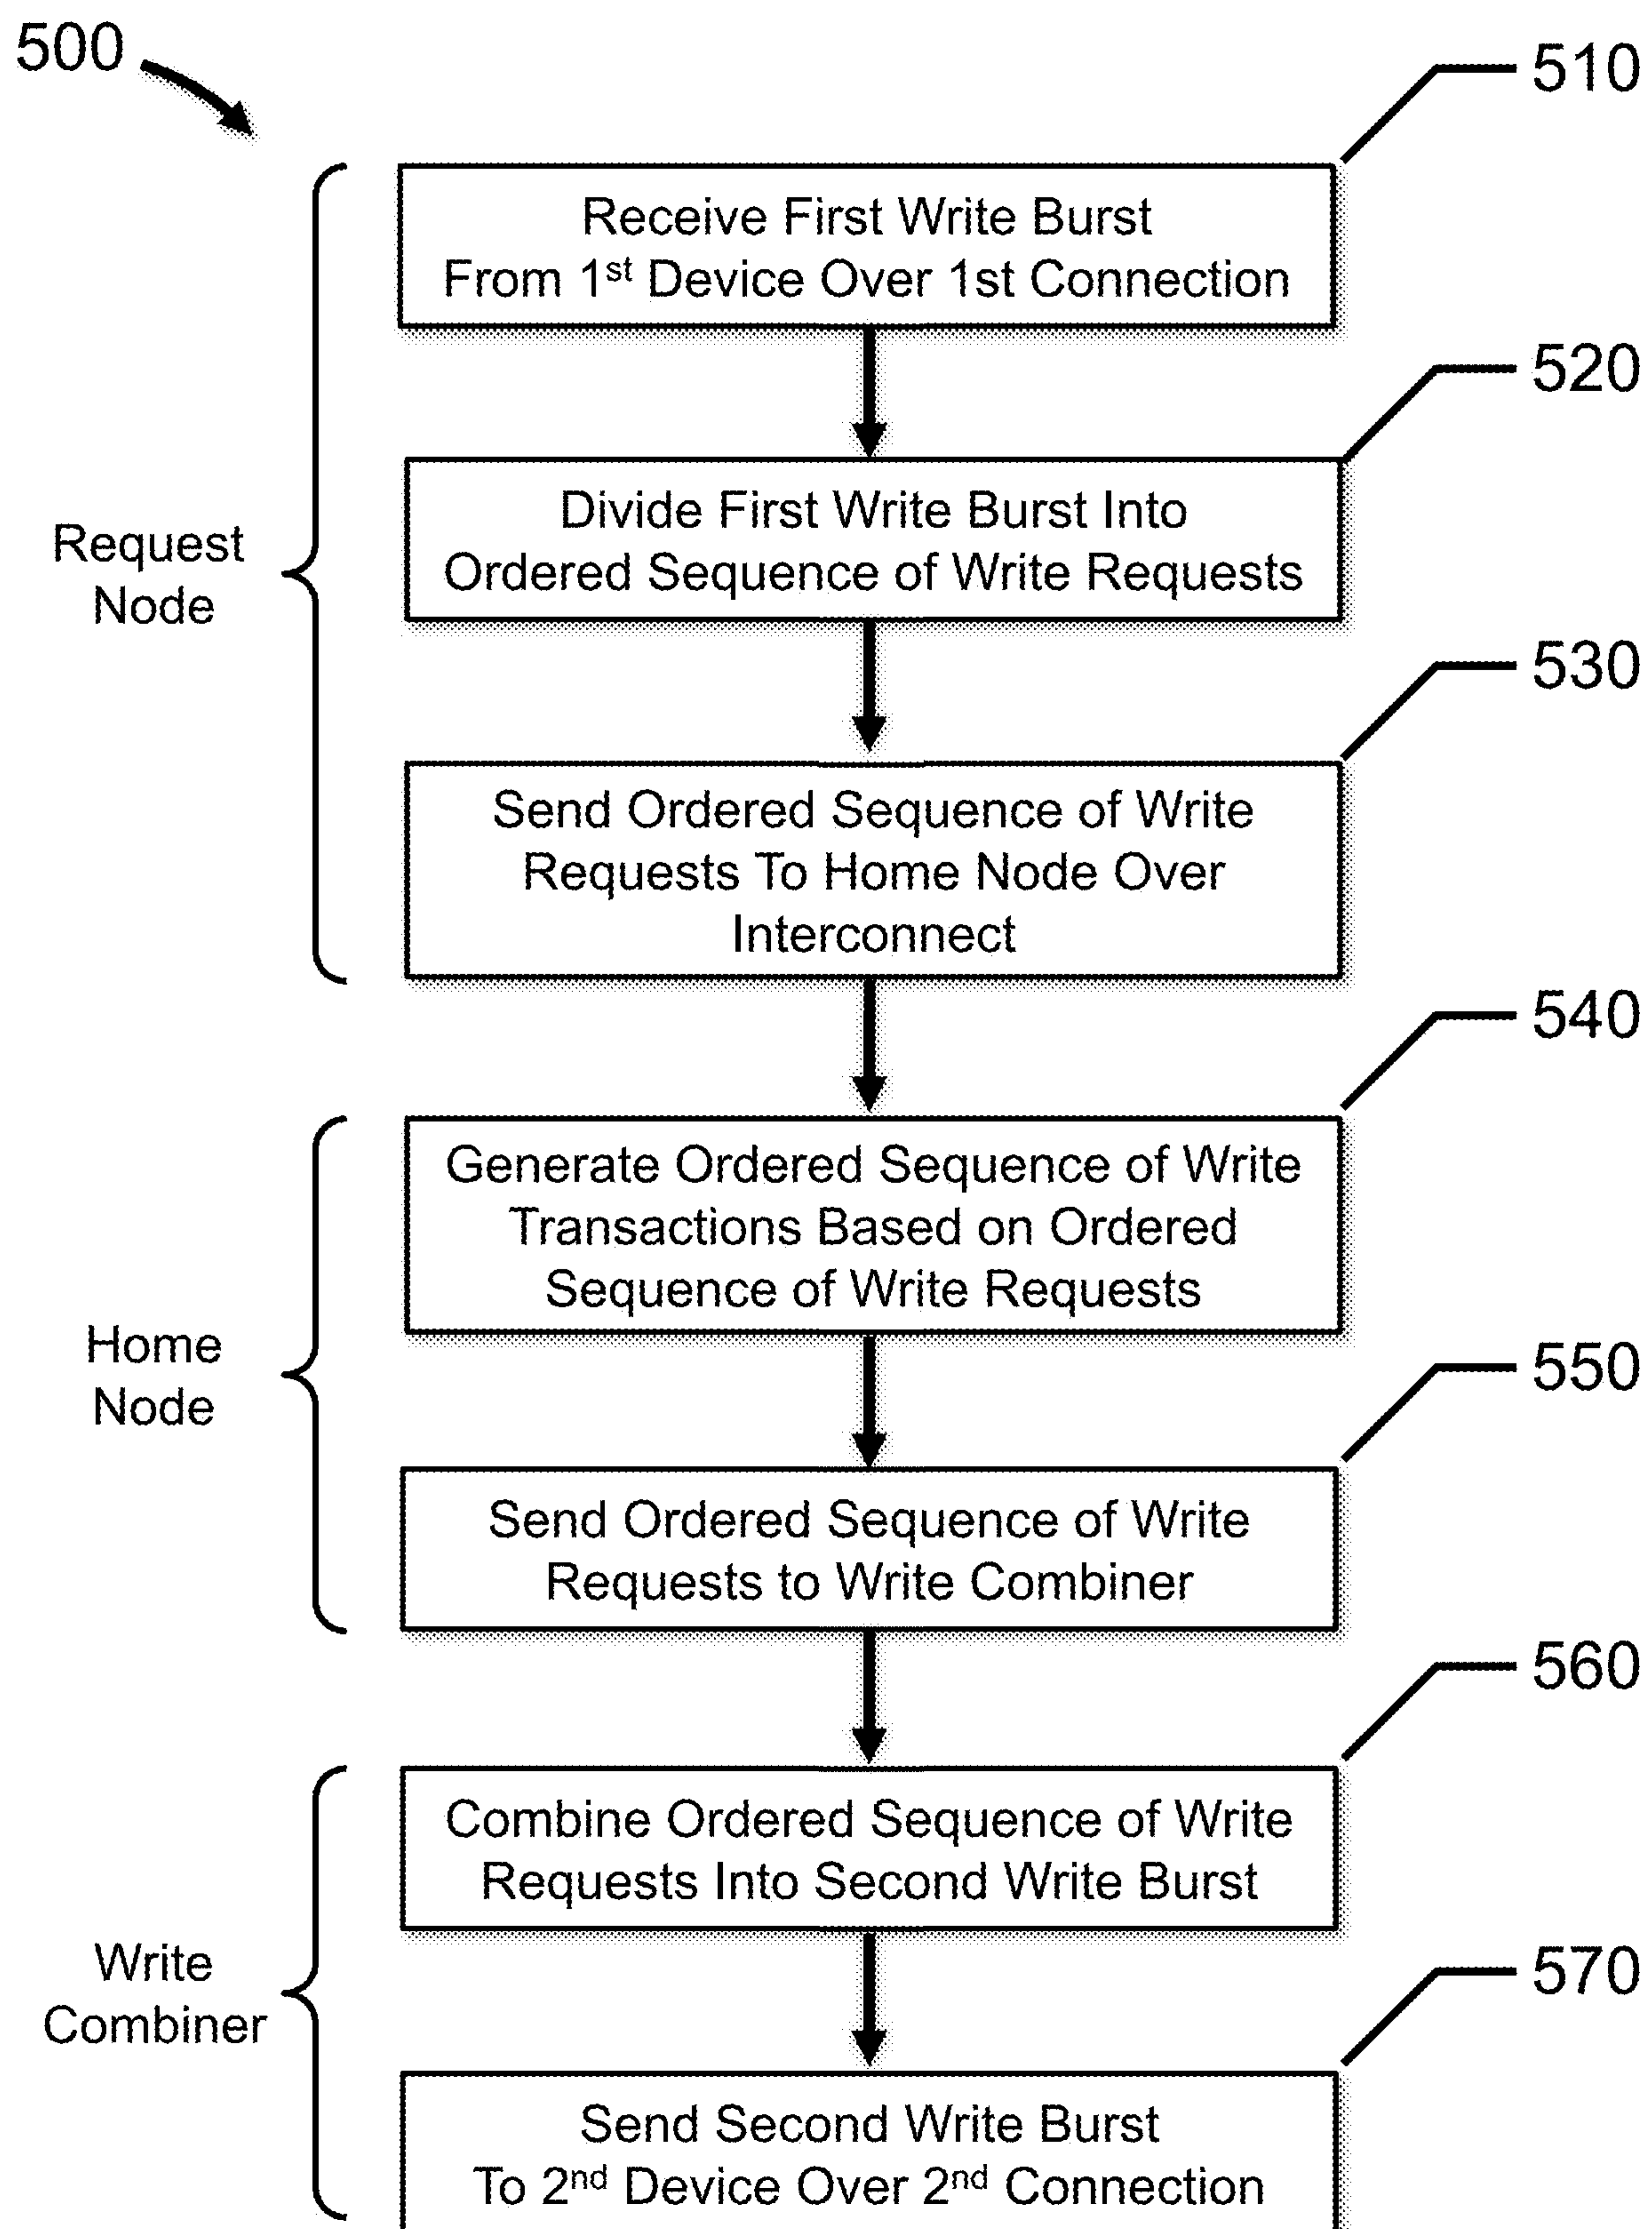 500
510
Receive First Write Burst
From 1st Device Over 1st Connection
520
Divide First Write Burst Into
Ordered Sequence of Write Requests
Request
Node
530
Send Ordered Sequence of Write
Requests To Home Node Over
Interconnect
540
Generate Ordered Sequence of Write
Transactions Based on Ordered
Sequence of Write Requests
Home
Node
550
Send Ordered Sequence of Write
Requests to Write Combiner
560
Combine Ordered Sequence of Write
Requests Into Second Write Burst
Write
Combiner
570
Send Second Write Burst
To 2nd Device Over 2nd Connection